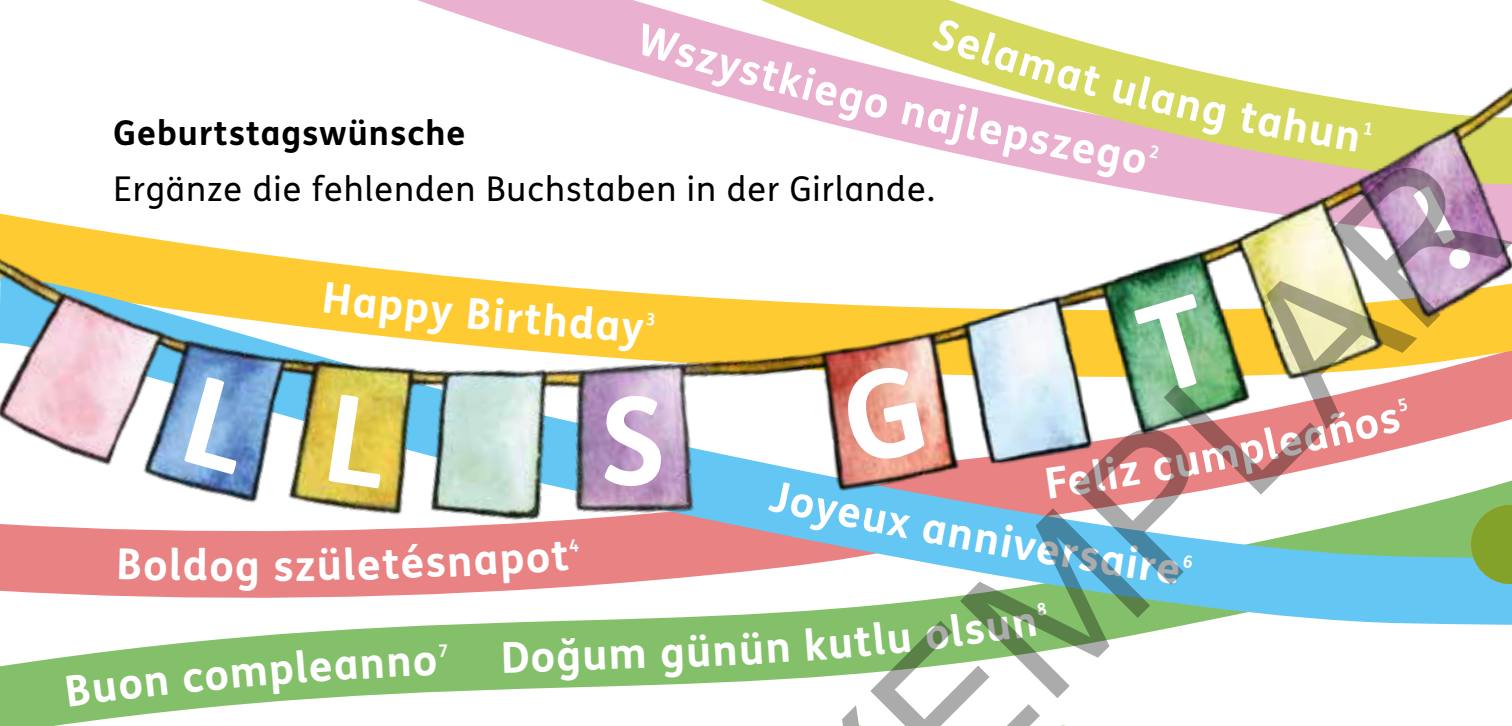 Selamat ulang tahun¹
Wszystkiego najlepszego²
Geburtstagswünsche
Ergänze die fehlenden Buchstaben in der Girlande.
Happy Birthday³
L L S G T !
Feliz cumpleaños⁵
Joyeux anniversaire⁶
Boldog születésnapot⁴
Buon compleanno⁷ Doğum günün kutlu olsun⁸
EMPLAR